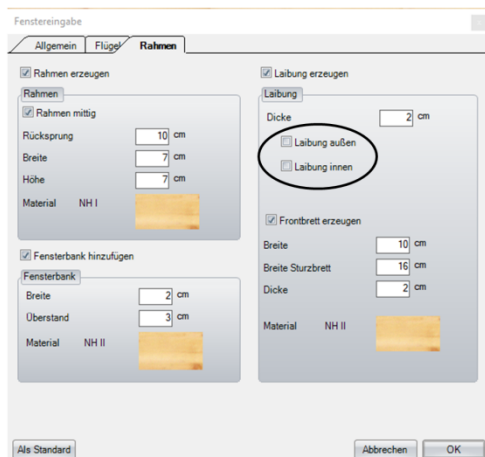 Fenstereingabe
Allgemein Flügel Rahmen
Rahmen erzeugen
Rahmen
Rahmen mittig
Rücksprung 10 cm
Breite 7 cm
Höhe 7 cm
Material NH I
Fensterbank hinzufügen
Fensterbank
Breite 2 cm
Überstand 3 cm
Material NH II
Laibung erzeugen
Laibung
Dicke 2 cm
Laibung außen
Laibung innen
Frontbrett erzeugen
Breite 10 cm
Breite Sturzbrett 16 cm
Dicke 2 cm
Material NH II
Als Standard Abbrechen OK